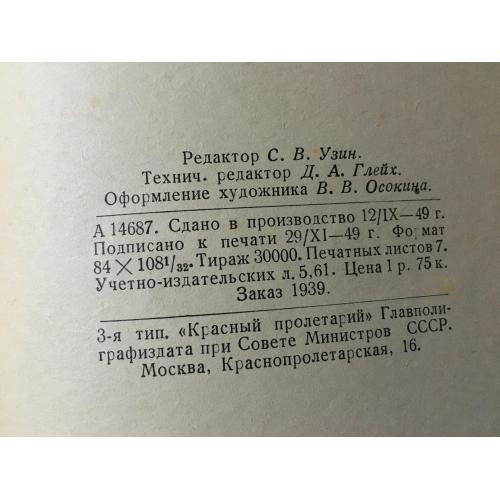 Редактор С. В. Узин.
Технич. редактор Д. А. Глейх.
Оформление художника В. В. Осокина.
А 14687. Сдано в производство 12/IX—49 г.
Подписано к печати 29/XI—49 г. Формат
84 × 108¹/₃₂. Тираж 30000. Печатных листов 7.
Учетно-издательских л. 5,61. Цена 1 р. 75 к.
Заказ 1939.
3-я тип. «Красный пролетарий» Главполи-
графиздата при Совете Министров СССР.
Москва, Краснопролетарская, 16.